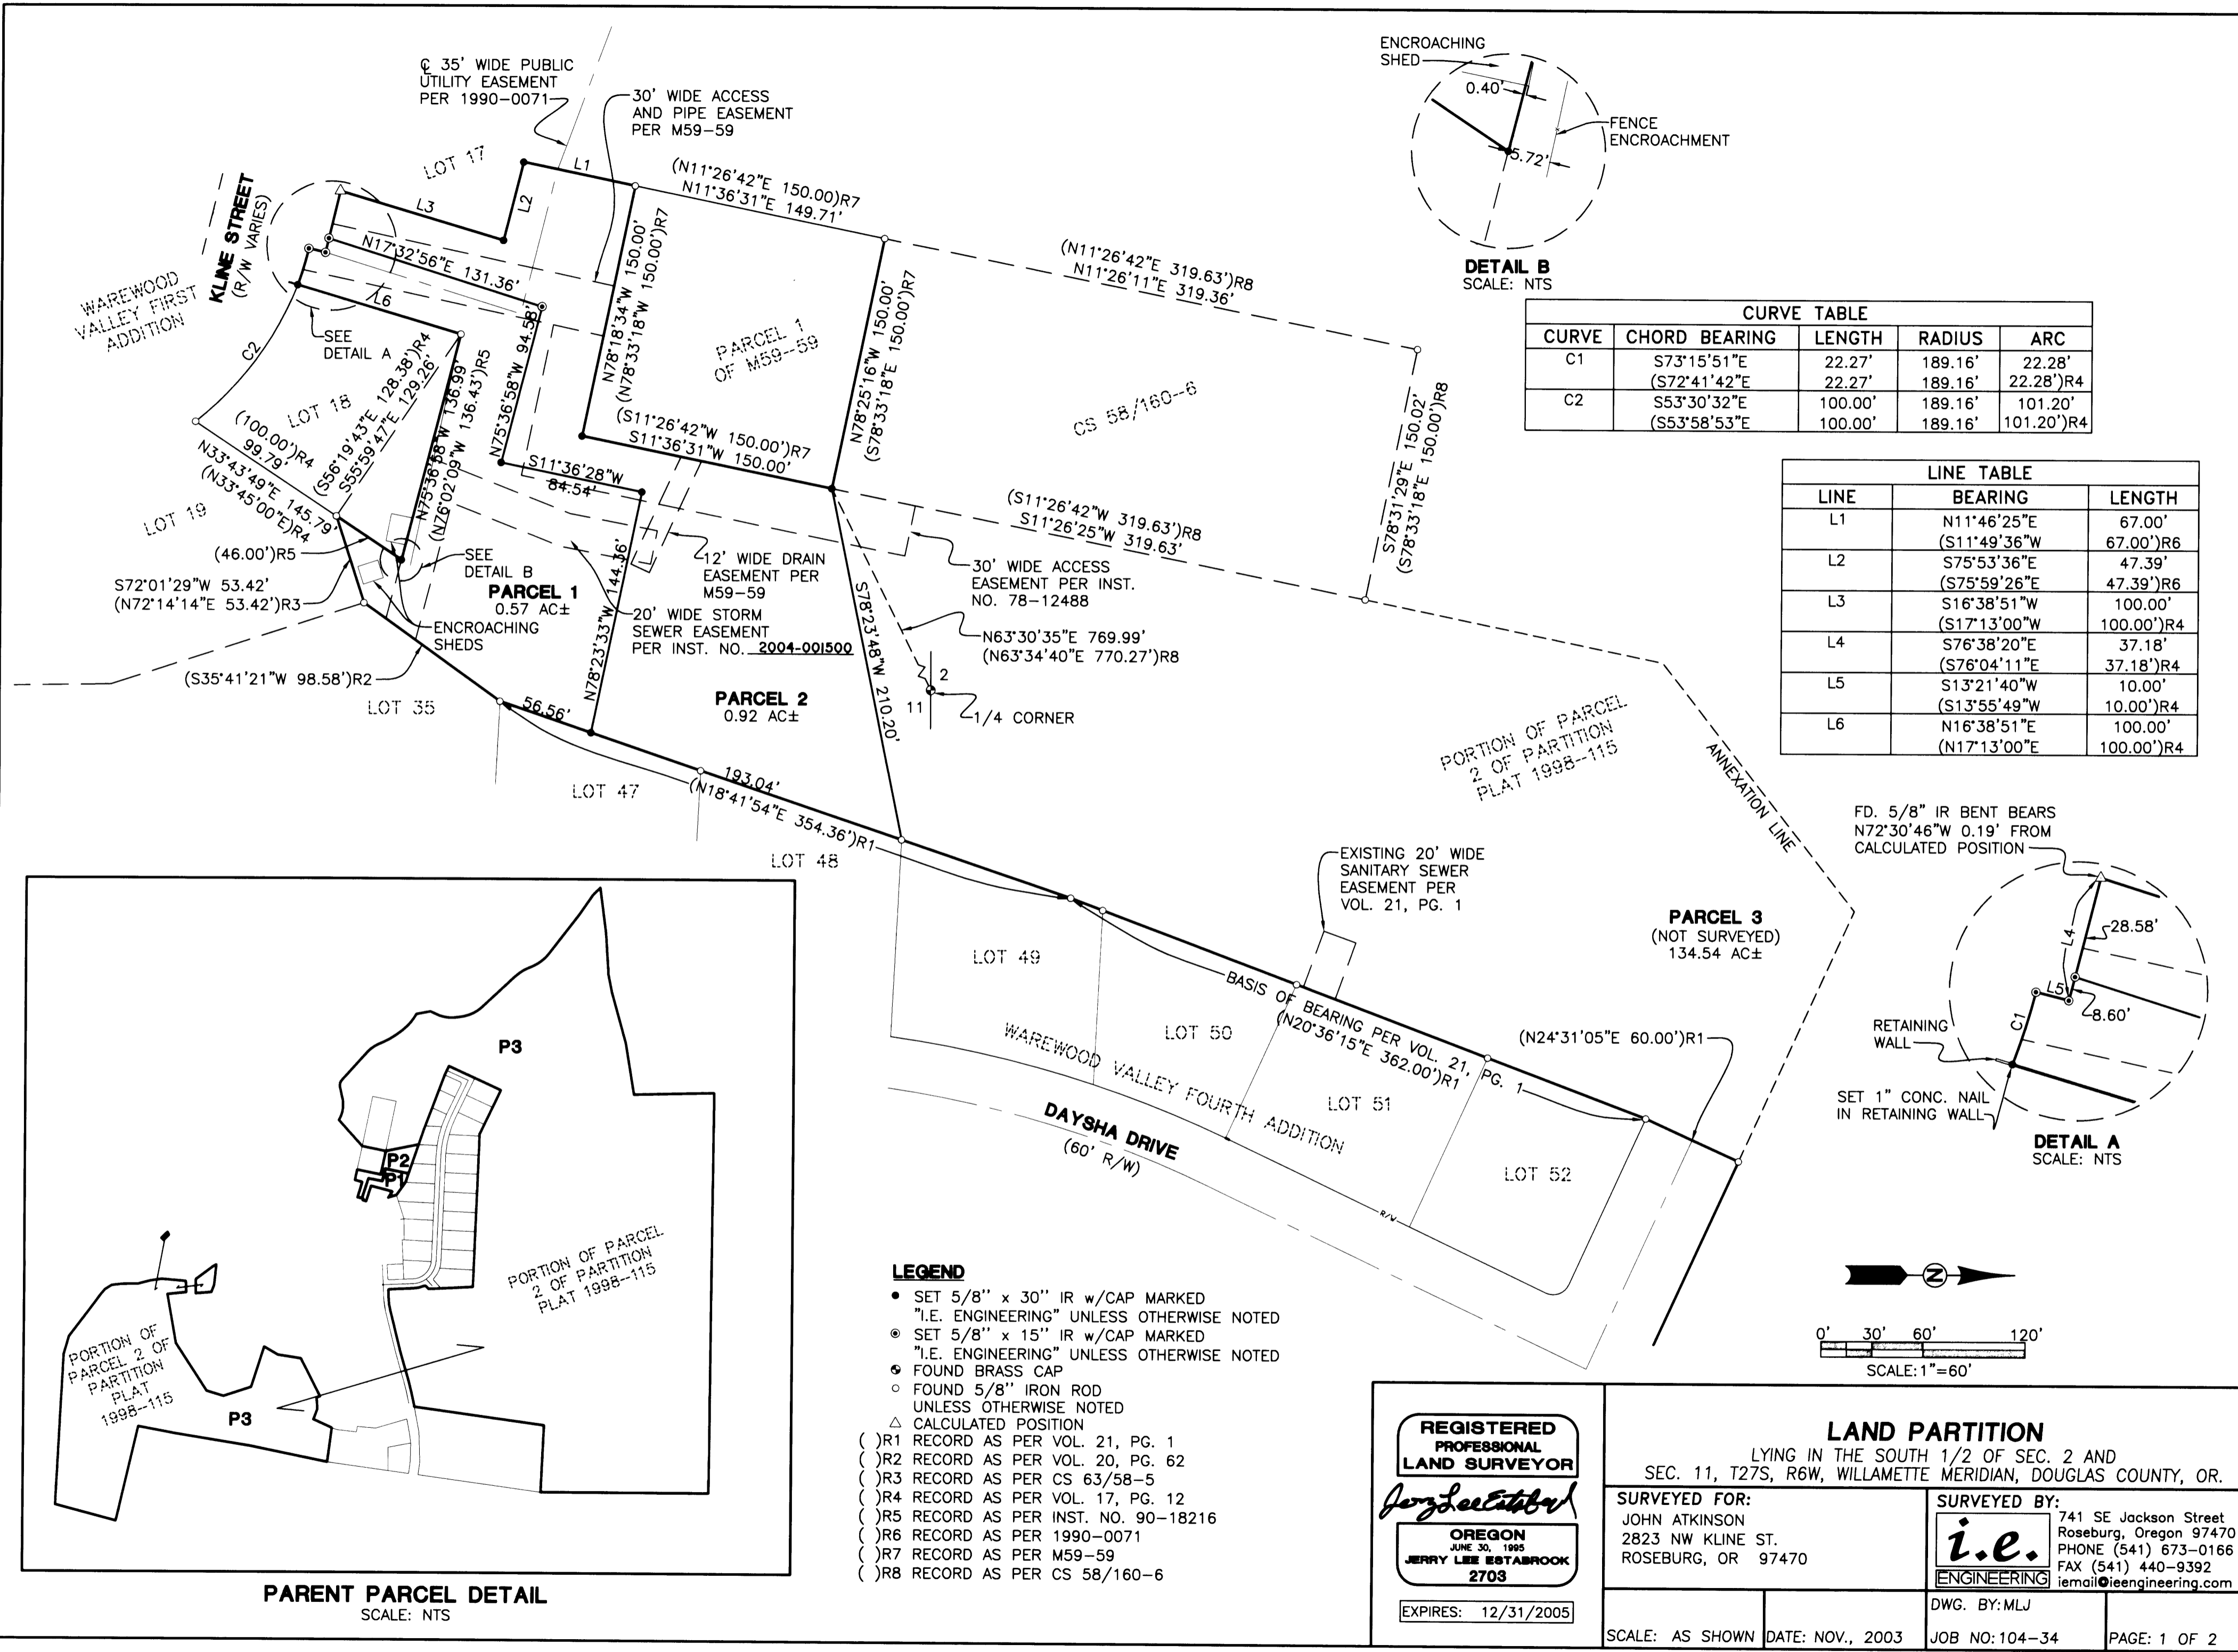 ℄ 35' WIDE PUBLIC
UTILITY EASEMENT
PER 1990-0071
30' WIDE ACCESS
AND PIPE EASEMENT
PER M59-59
LOT 17
KLINE STREET
(R/W VARIES)
WAREWOOD
VALLEY FIRST
ADDITION
L1
L2
L3
(N11°26'42"E 150.00)R7
N11°36'31"E 149.71'
N17°32'56"E 131.36'
L6
SEE
DETAIL A
C2
LOT 18
(S56°19'43"E 128.38')R4
S55°59'47"E 129.26'
N75°36'58"W 136.99'
(N76°02'09"W 136.43')R5
N75°36'58"W 94.58'
N78°18'34"W 150.00'
(N78°33'18"W 150.00')R7
PARCEL 1
OF M59-59
N78°25'16"W 150.00'
(S78°33'18"E 150.00')R7
(N11°26'42"E 319.63')R8
N11°26'11"E 319.36'
CS 58/160-6
S78°31'29"E 150.02'
(S78°33'18"E 150.00')R8
(S11°26'42"W 150.00')R7
S11°36'31"W 150.00'
S11°36'28"W
84.54'
(S11°26'42"W 319.63')R8
S11°26'25"W 319.63'
(100.00')R4
99.79'
N33°43'49"E 145.79'
(N33°45'00"E)R4
LOT 19
(46.00')R5
S72°01'29"W 53.42'
(N72°14'14"E 53.42')R3
SEE
DETAIL B
PARCEL 1
0.57 AC±
ENCROACHING
SHEDS
(S35°41'21"W 98.58')R2
LOT 35
N78°23'33"W 144.36'
12' WIDE DRAIN
EASEMENT PER
M59-59
20' WIDE STORM
SEWER EASEMENT
PER INST. NO. 2004-001500
30' WIDE ACCESS
EASEMENT PER INST.
NO. 78-12488
N63°30'35"E 769.99'
(N63°34'40"E 770.27')R8
2
11
1/4 CORNER
S78°23'48"W 210.20'
PARCEL 2
0.92 AC±
56.56'
193.04'
(N18°41'54"E 354.36')R1
LOT 47
LOT 48
LOT 49
LOT 50
LOT 51
LOT 52
PORTION OF PARCEL
2 OF PARTITION
PLAT 1998-115
ANNEXATION LINE
EXISTING 20' WIDE
SANITARY SEWER
EASEMENT PER
VOL. 21, PG. 1
PARCEL 3
(NOT SURVEYED)
134.54 AC±
BASIS OF BEARING PER VOL. 21, PG. 1
(N20°36'15"E 362.00')R1
(N24°31'05"E 60.00')R1
WAREWOOD VALLEY FOURTH ADDITION
DAYSHA DRIVE
(60' R/W)
R/W
ENCROACHING
SHED
0.40'
FENCE
ENCROACHMENT
5.72'
DETAIL B
SCALE: NTS
CURVE TABLE
CURVE CHORD BEARING LENGTH RADIUS ARC
C1 S73°15'51"E 22.27' 189.16' 22.28'
(S72°41'42"E 22.27' 189.16' 22.28')R4
C2 S53°30'32"E 100.00' 189.16' 101.20'
(S53°58'53"E 100.00' 189.16' 101.20')R4
LINE TABLE
LINE BEARING LENGTH
L1 N11°46'25"E 67.00'
(S11°49'36"W 67.00')R6
L2 S75°53'36"E 47.39'
(S75°59'26"E 47.39')R6
L3 S16°38'51"W 100.00'
(S17°13'00"W 100.00')R4
L4 S76°38'20"E 37.18'
(S76°04'11"E 37.18')R4
L5 S13°21'40"W 10.00'
(S13°55'49"W 10.00')R4
L6 N16°38'51"E 100.00'
(N17°13'00"E 100.00')R4
FD. 5/8" IR BENT BEARS
N72°30'46"W 0.19' FROM
CALCULATED POSITION
L4
28.58'
L5
8.60'
C1
RETAINING
WALL
SET 1" CONC. NAIL
IN RETAINING WALL
DETAIL A
SCALE: NTS
P3
P2
P1
PORTION OF PARCEL
2 OF PARTITION
PLAT 1998-115
PORTION OF
PARCEL 2 OF
PARTITION
PLAT
1998-115
P3
PARENT PARCEL DETAIL
SCALE: NTS
LEGEND
● SET 5/8'' x 30'' IR w/CAP MARKED
"I.E. ENGINEERING" UNLESS OTHERWISE NOTED
◉ SET 5/8'' x 15'' IR w/CAP MARKED
"I.E. ENGINEERING" UNLESS OTHERWISE NOTED
FOUND BRASS CAP
○ FOUND 5/8'' IRON ROD
UNLESS OTHERWISE NOTED
△ CALCULATED POSITION
( )R1 RECORD AS PER VOL. 21, PG. 1
( )R2 RECORD AS PER VOL. 20, PG. 62
( )R3 RECORD AS PER CS 63/58-5
( )R4 RECORD AS PER VOL. 17, PG. 12
( )R5 RECORD AS PER INST. NO. 90-18216
( )R6 RECORD AS PER 1990-0071
( )R7 RECORD AS PER M59-59
( )R8 RECORD AS PER CS 58/160-6
N
0' 30' 60' 120'
SCALE: 1"=60'
REGISTERED
PROFESSIONAL
LAND SURVEYOR
Jerry Lee Estabrook
OREGON
JUNE 30, 1995
JERRY LEE ESTABROOK
2703
EXPIRES: 12/31/2005
LAND PARTITION
LYING IN THE SOUTH 1/2 OF SEC. 2 AND
SEC. 11, T27S, R6W, WILLAMETTE MERIDIAN, DOUGLAS COUNTY, OR.
SURVEYED FOR:
JOHN ATKINSON
2823 NW KLINE ST.
ROSEBURG, OR 97470
SURVEYED BY:
i.e.
ENGINEERING
741 SE Jackson Street
Roseburg, Oregon 97470
PHONE (541) 673-0166
FAX (541) 440-9392
iemail@ieengineering.com
SCALE: AS SHOWN
DATE: NOV., 2003
DWG. BY: MLJ
JOB NO: 104-34
PAGE: 1 OF 2